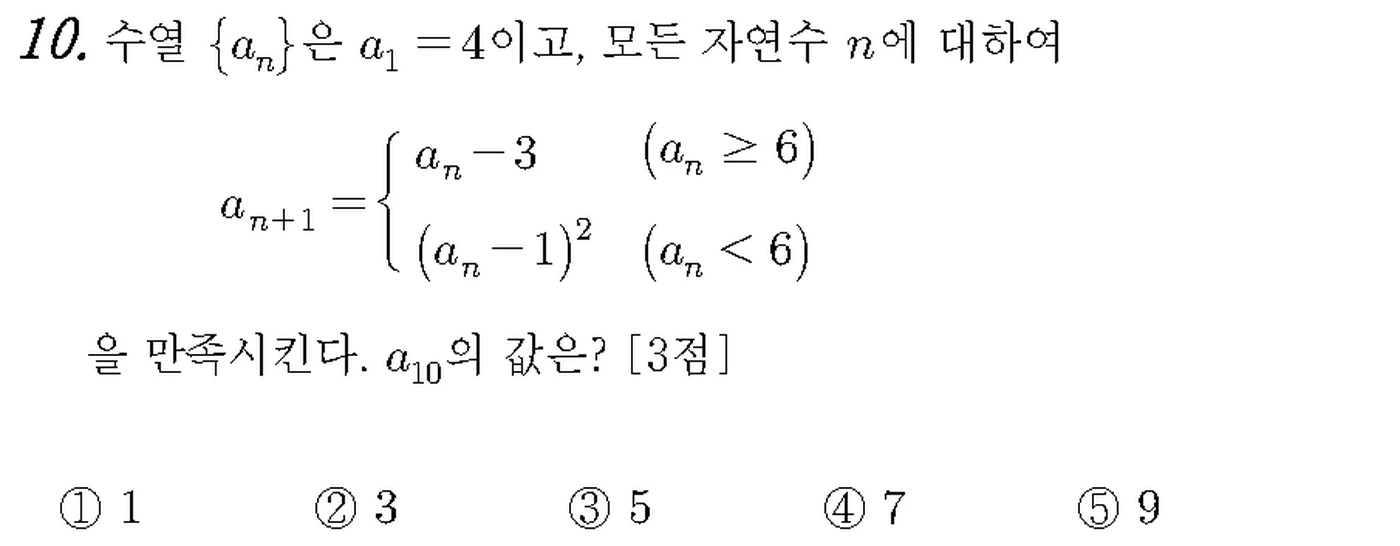 10. 수열 {aₙ}은 a₁ = 4이고, 모든 자연수 n에 대하여
aₙ₊₁ = { aₙ − 3 (aₙ ≥ 6)
(aₙ − 1)² (aₙ < 6)
을 만족시킨다. a₁₀의 값은? [3점]
① 1 ② 3 ③ 5 ④ 7 ⑤ 9